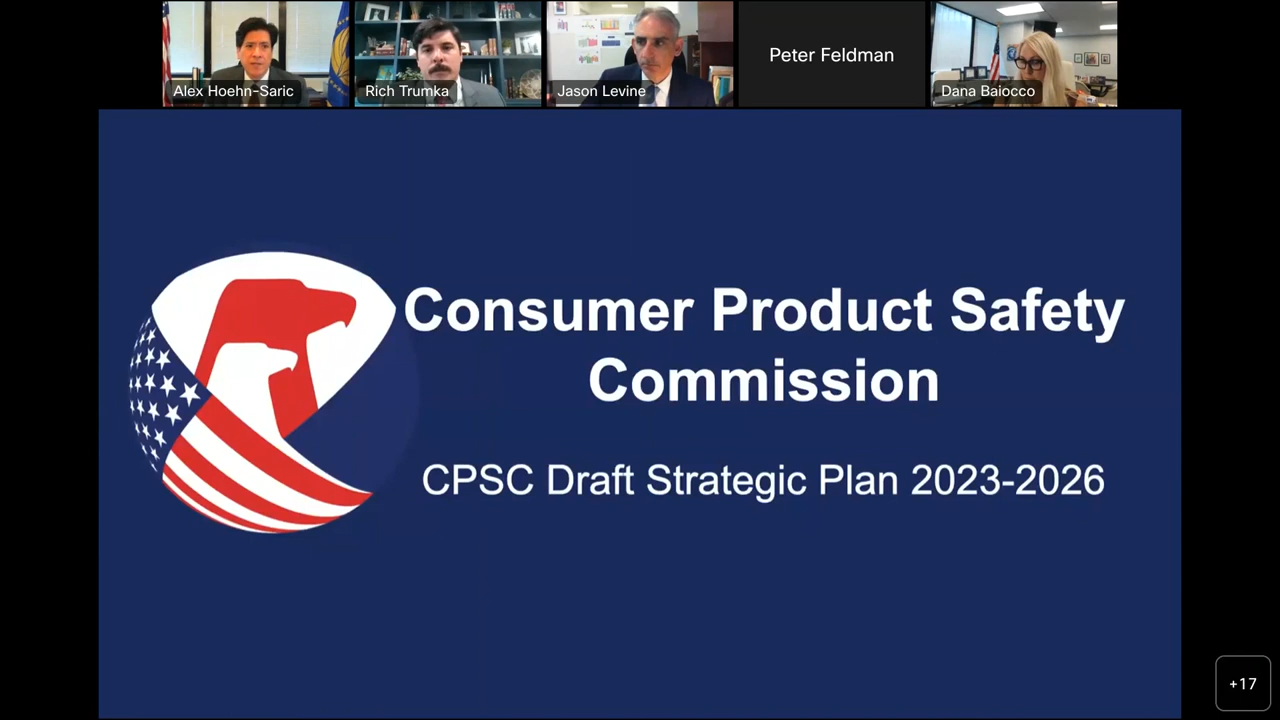 Alex Hoehn-Saric
Rich Trumka
Jason Levine
Peter Feldman
Dana Baiocco
Consumer Product Safety
Commission
CPSC Draft Strategic Plan 2023-2026
+17